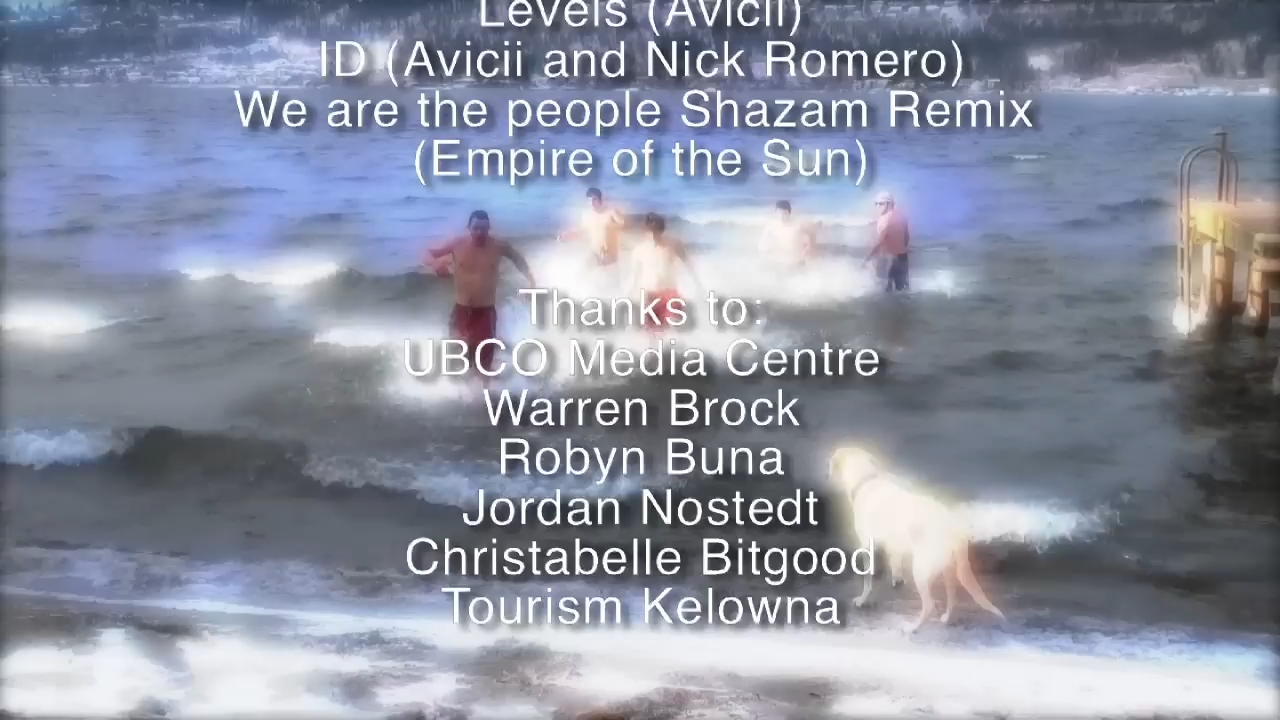 Levels (Avicii)
ID (Avicii and Nick Romero)
We are the people Shazam Remix
(Empire of the Sun)
Thanks to:
UBCO Media Centre
Warren Brock
Robyn Buna
Jordan Nostedt
Christabelle Bitgood
Tourism Kelowna